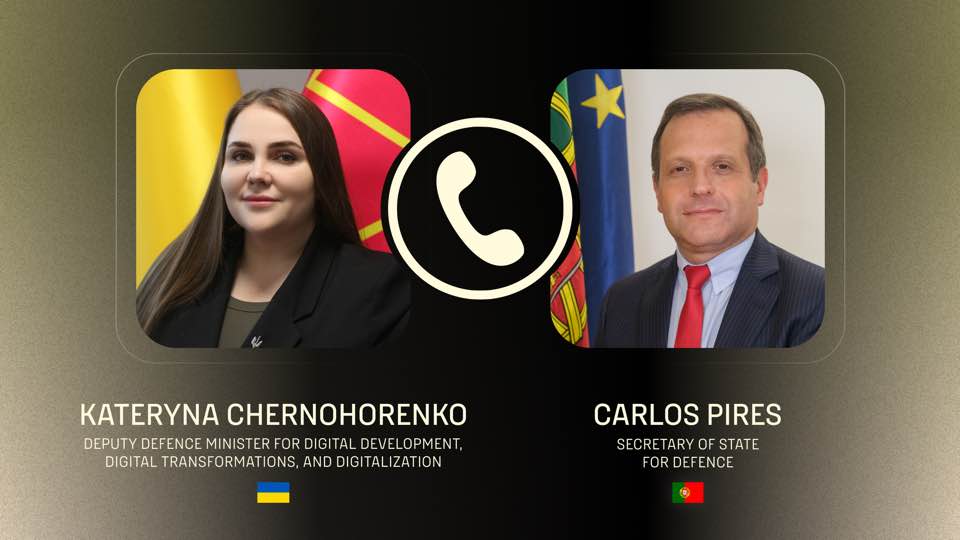 KATERYNA CHERNOHORENKO
DEPUTY DEFENCE MINISTER FOR DIGITAL DEVELOPMENT,
DIGITAL TRANSFORMATIONS, AND DIGITALIZATION
CARLOS PIRES
SECRETARY OF STATE
FOR DEFENCE